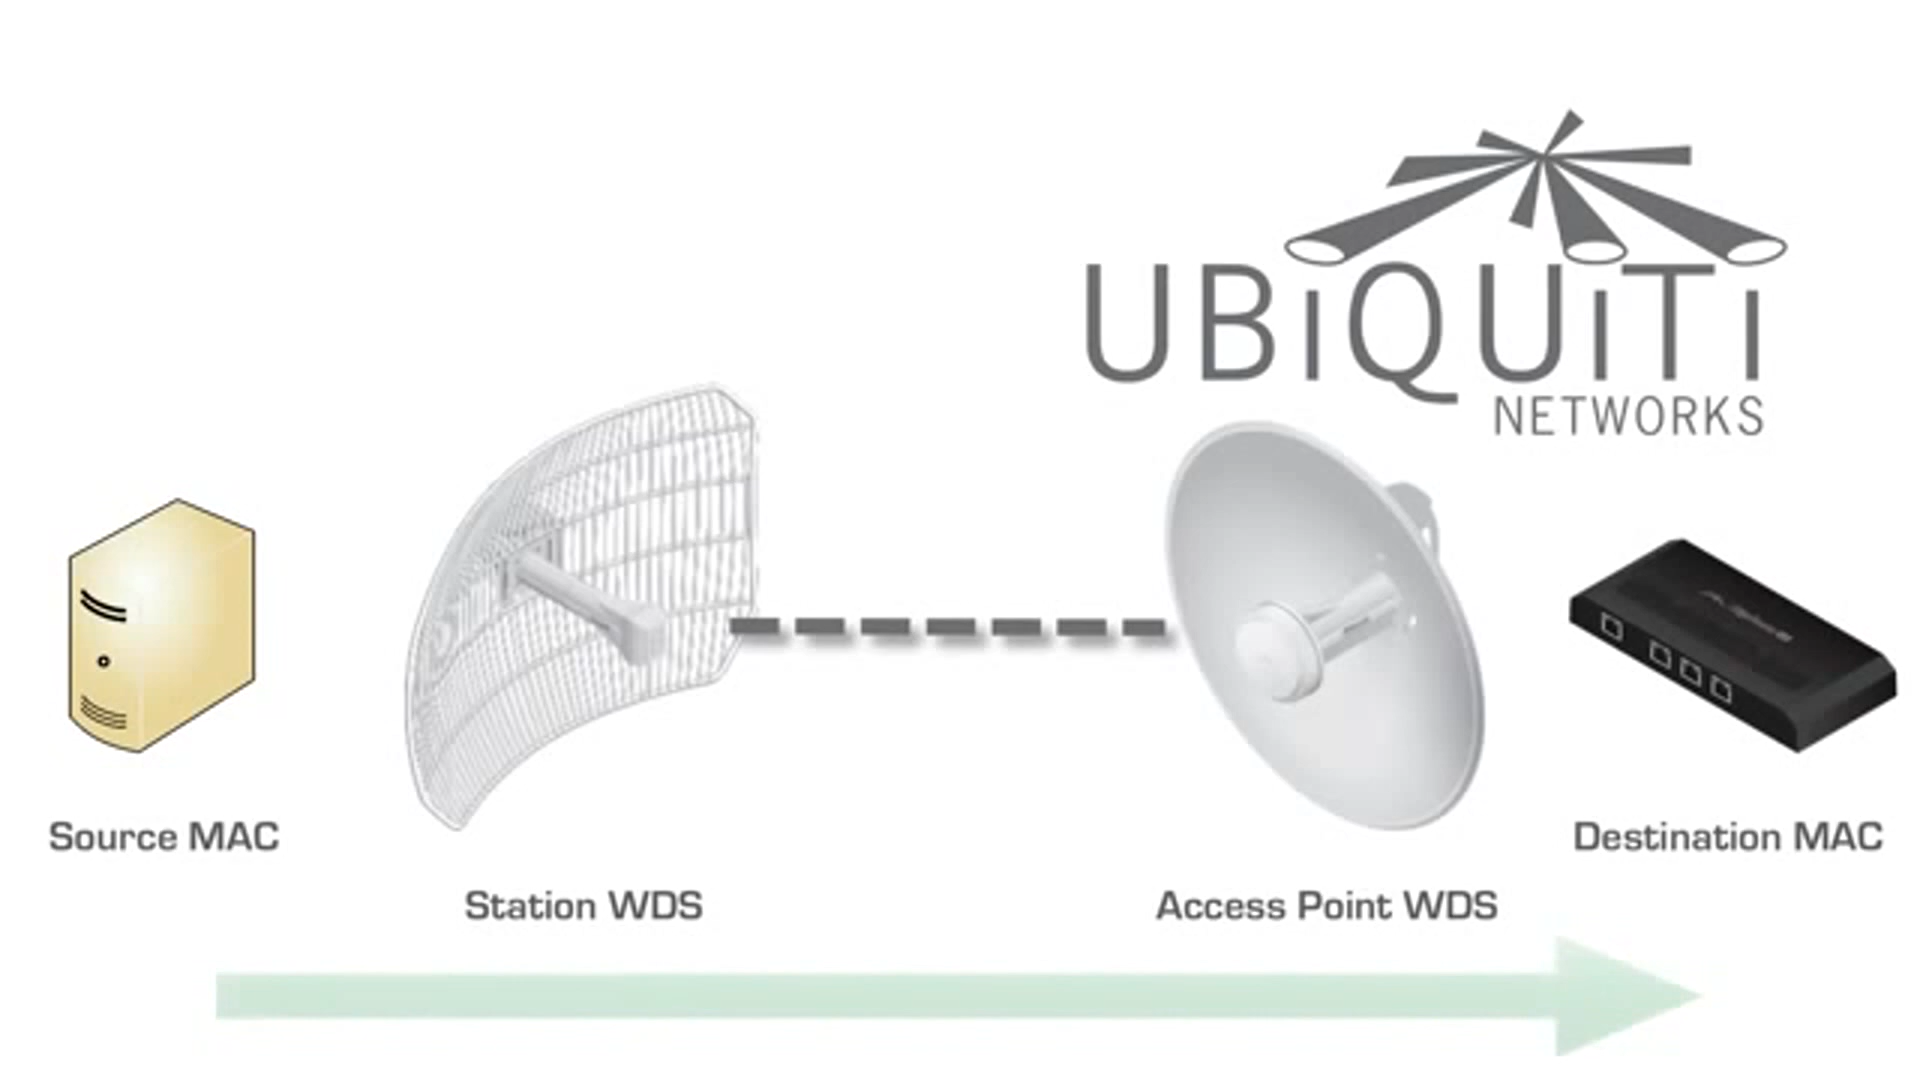 UBiQUiTi
NETWORKS
Source MAC
Destination MAC
Station WDS
Access Point WDS